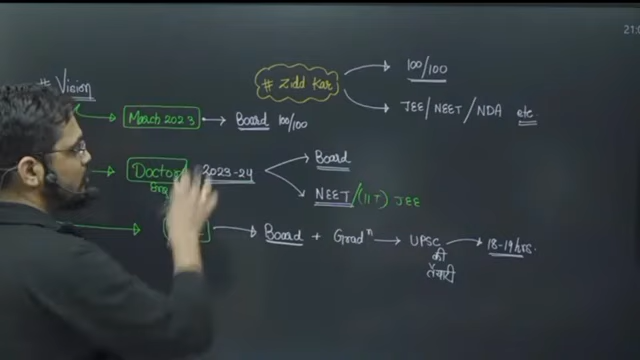 21:0
# Vision
# Zidd Kar
100/100
JEE/NEET/NDA etc.
March 2023
Board 100/100
Doctor
2023-24
Board
NEET/(IIT) JEE
Board + Gradⁿ → UPSC
की
तैयारी
18-19 hrs.